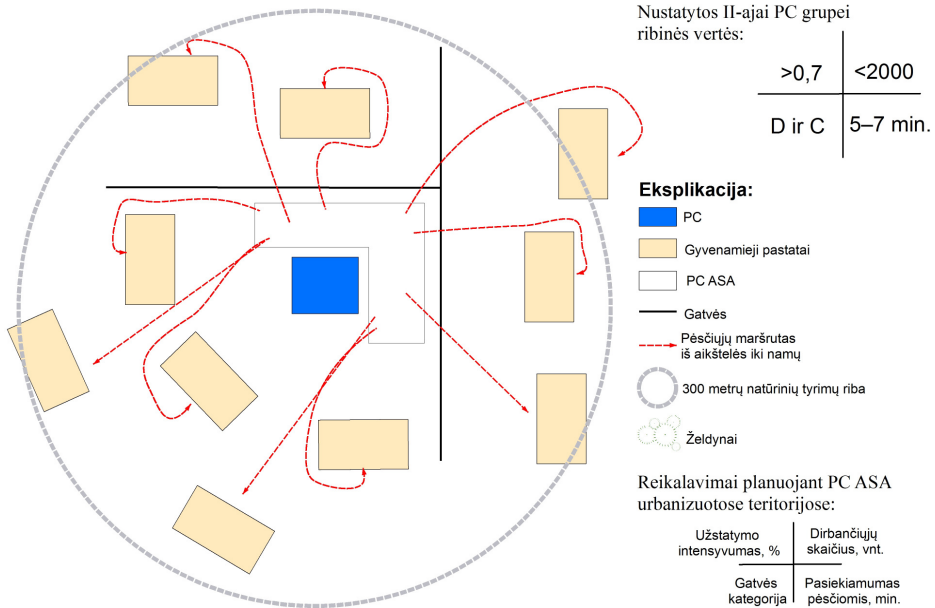 Nustatytos II-ajai PC grupei
ribinės vertės:
>0,7
<2000
D ir C
5–7 min.
Eksplikacija:
PC
Gyvenamieji pastatai
PC ASA
Gatvės
Pėsčiųjų maršrutas
iš aikštelės iki namų
300 metrų natūrinių tyrimų riba
Želdynai
Reikalavimai planuojant PC ASA
urbanizuotose teritorijose:
Užstatymo
intensyvumas, %
Dirbančiųjų
skaičius, vnt.
Gatvės
kategorija
Pasiekiamumas
pėsčiomis, min.